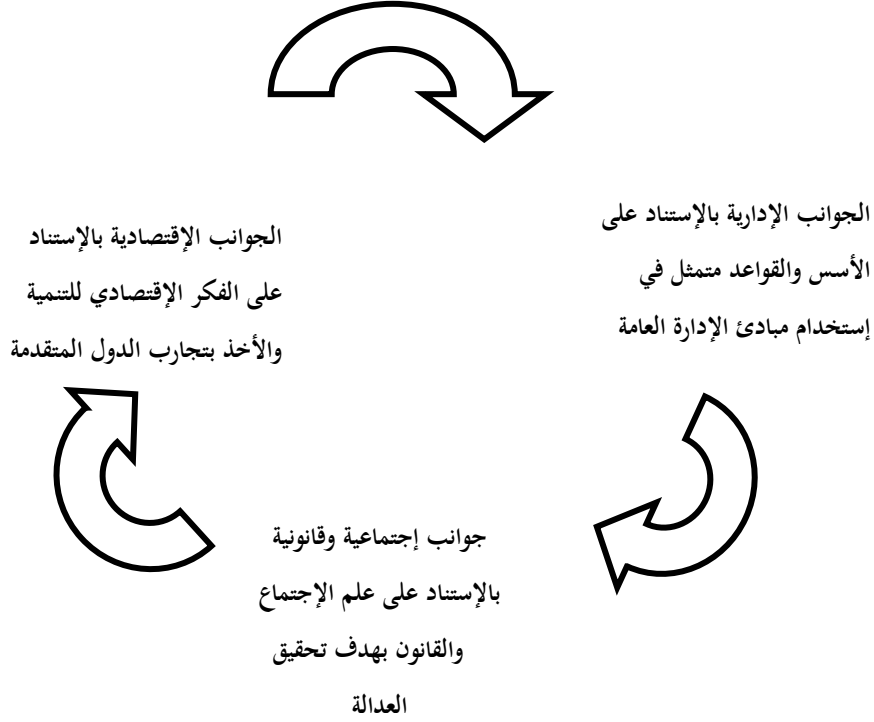 الجوانب الإدارية بالإستناد على
الأسس والقواعد متمثل في
إستخدام مبادئ الإدارة العامة
الجوانب الإقتصادية بالإستناد
على الفكر الإقتصادي للتنمية
والأخذ بتجارب الدول المتقدمة
جوانب إجتماعية وقانونية
بالإستناد على علم الإجتماع
والقانون بهدف تحقيق
العدالة